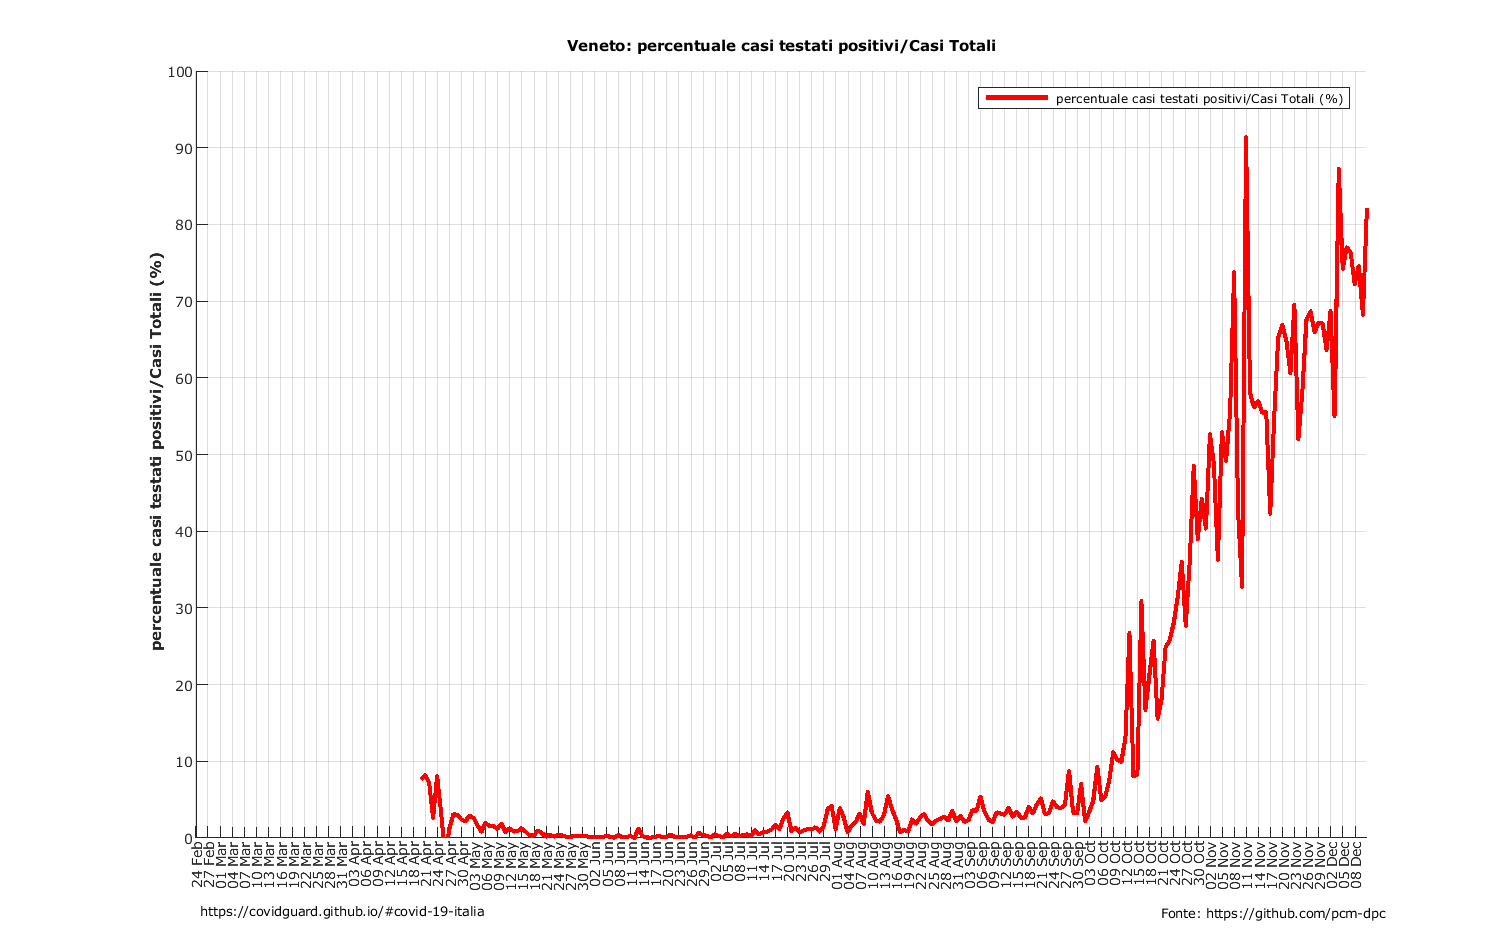 Veneto: percentuale casi testati positivi/Casi Totali
percentuale casi testati positivi/Casi Totali (%)
percentuale casi testati positivi/Casi Totali (%)
100
90
80
70
60
50
40
30
20
10
0
24 Feb
27 Feb
01 Mar
04 Mar
07 Mar
10 Mar
13 Mar
16 Mar
19 Mar
22 Mar
25 Mar
28 Mar
31 Mar
03 Apr
06 Apr
09 Apr
12 Apr
15 Apr
18 Apr
21 Apr
24 Apr
27 Apr
30 Apr
03 May
06 May
09 May
12 May
15 May
18 May
21 May
24 May
27 May
30 May
02 Jun
05 Jun
08 Jun
11 Jun
14 Jun
17 Jun
20 Jun
23 Jun
26 Jun
29 Jun
02 Jul
05 Jul
08 Jul
11 Jul
14 Jul
17 Jul
20 Jul
23 Jul
26 Jul
29 Jul
01 Aug
04 Aug
07 Aug
10 Aug
13 Aug
16 Aug
19 Aug
22 Aug
25 Aug
28 Aug
31 Aug
03 Sep
06 Sep
09 Sep
12 Sep
15 Sep
18 Sep
21 Sep
24 Sep
27 Sep
30 Sep
03 Oct
06 Oct
09 Oct
12 Oct
15 Oct
18 Oct
21 Oct
24 Oct
27 Oct
30 Oct
02 Nov
05 Nov
08 Nov
11 Nov
14 Nov
17 Nov
20 Nov
23 Nov
26 Nov
29 Nov
02 Dec
05 Dec
08 Dec
https://covidguard.github.io/#covid-19-italia
Fonte: https://github.com/pcm-dpc